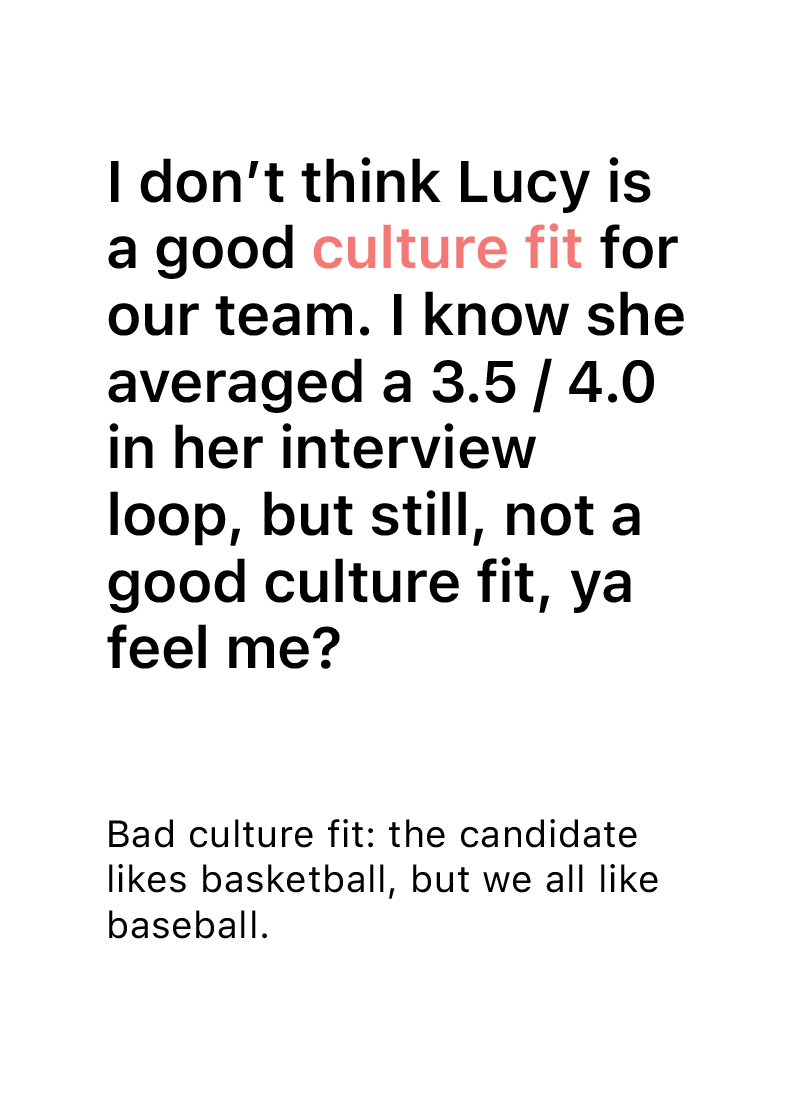 I don’t think Lucy is
a good culture fit for
our team. I know she
averaged a 3.5 / 4.0
in her interview
loop, but still, not a
good culture fit, ya
feel me?
Bad culture fit: the candidate
likes basketball, but we all like
baseball.